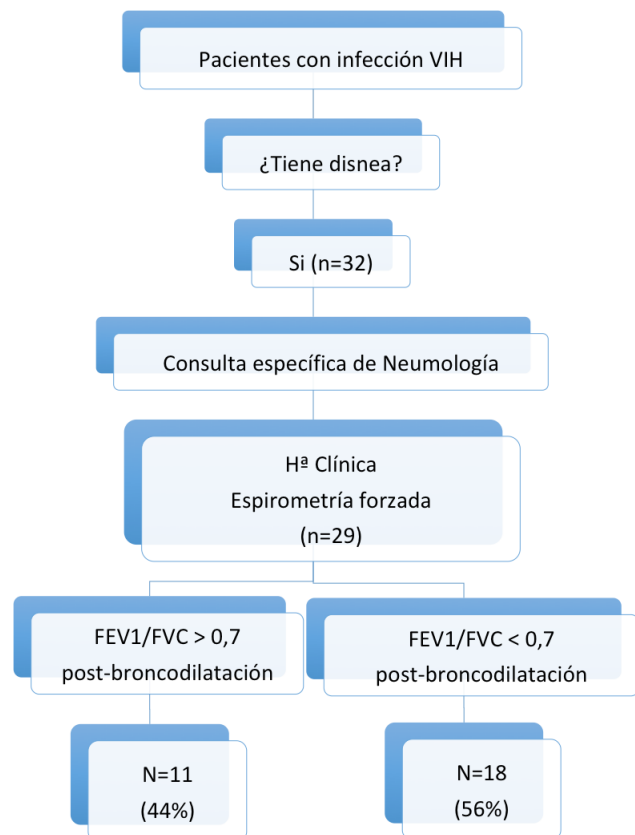 Pacientes con infección VIH
¿Tiene disnea?
Si (n=32)
Consulta específica de Neumología
Hª Clínica
Espirometría forzada
(n=29)
FEV1/FVC > 0,7
post-broncodilatación
FEV1/FVC < 0,7
post-broncodilatación
N=11
(44%)
N=18
(56%)